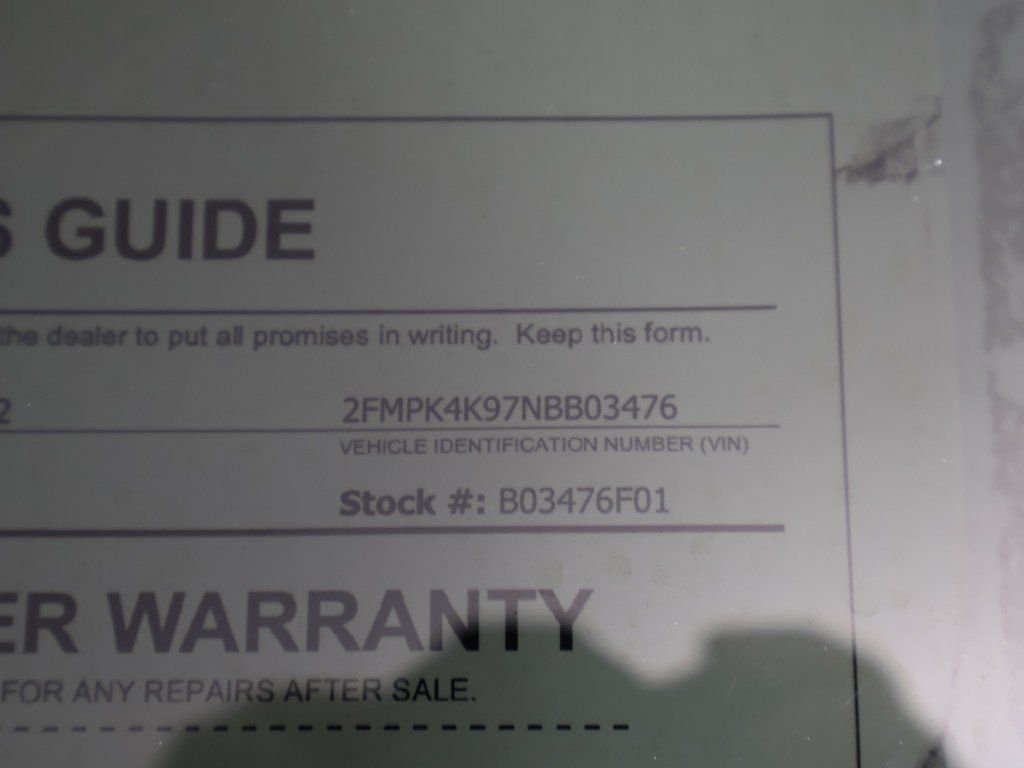 S GUIDE
the dealer to put all promises in writing. Keep this form.
2 2FMPK4K97NBB03476
VEHICLE IDENTIFICATION NUMBER (VIN)
Stock #: B03476F01
ER WARRANTY
FOR ANY REPAIRS AFTER SALE.